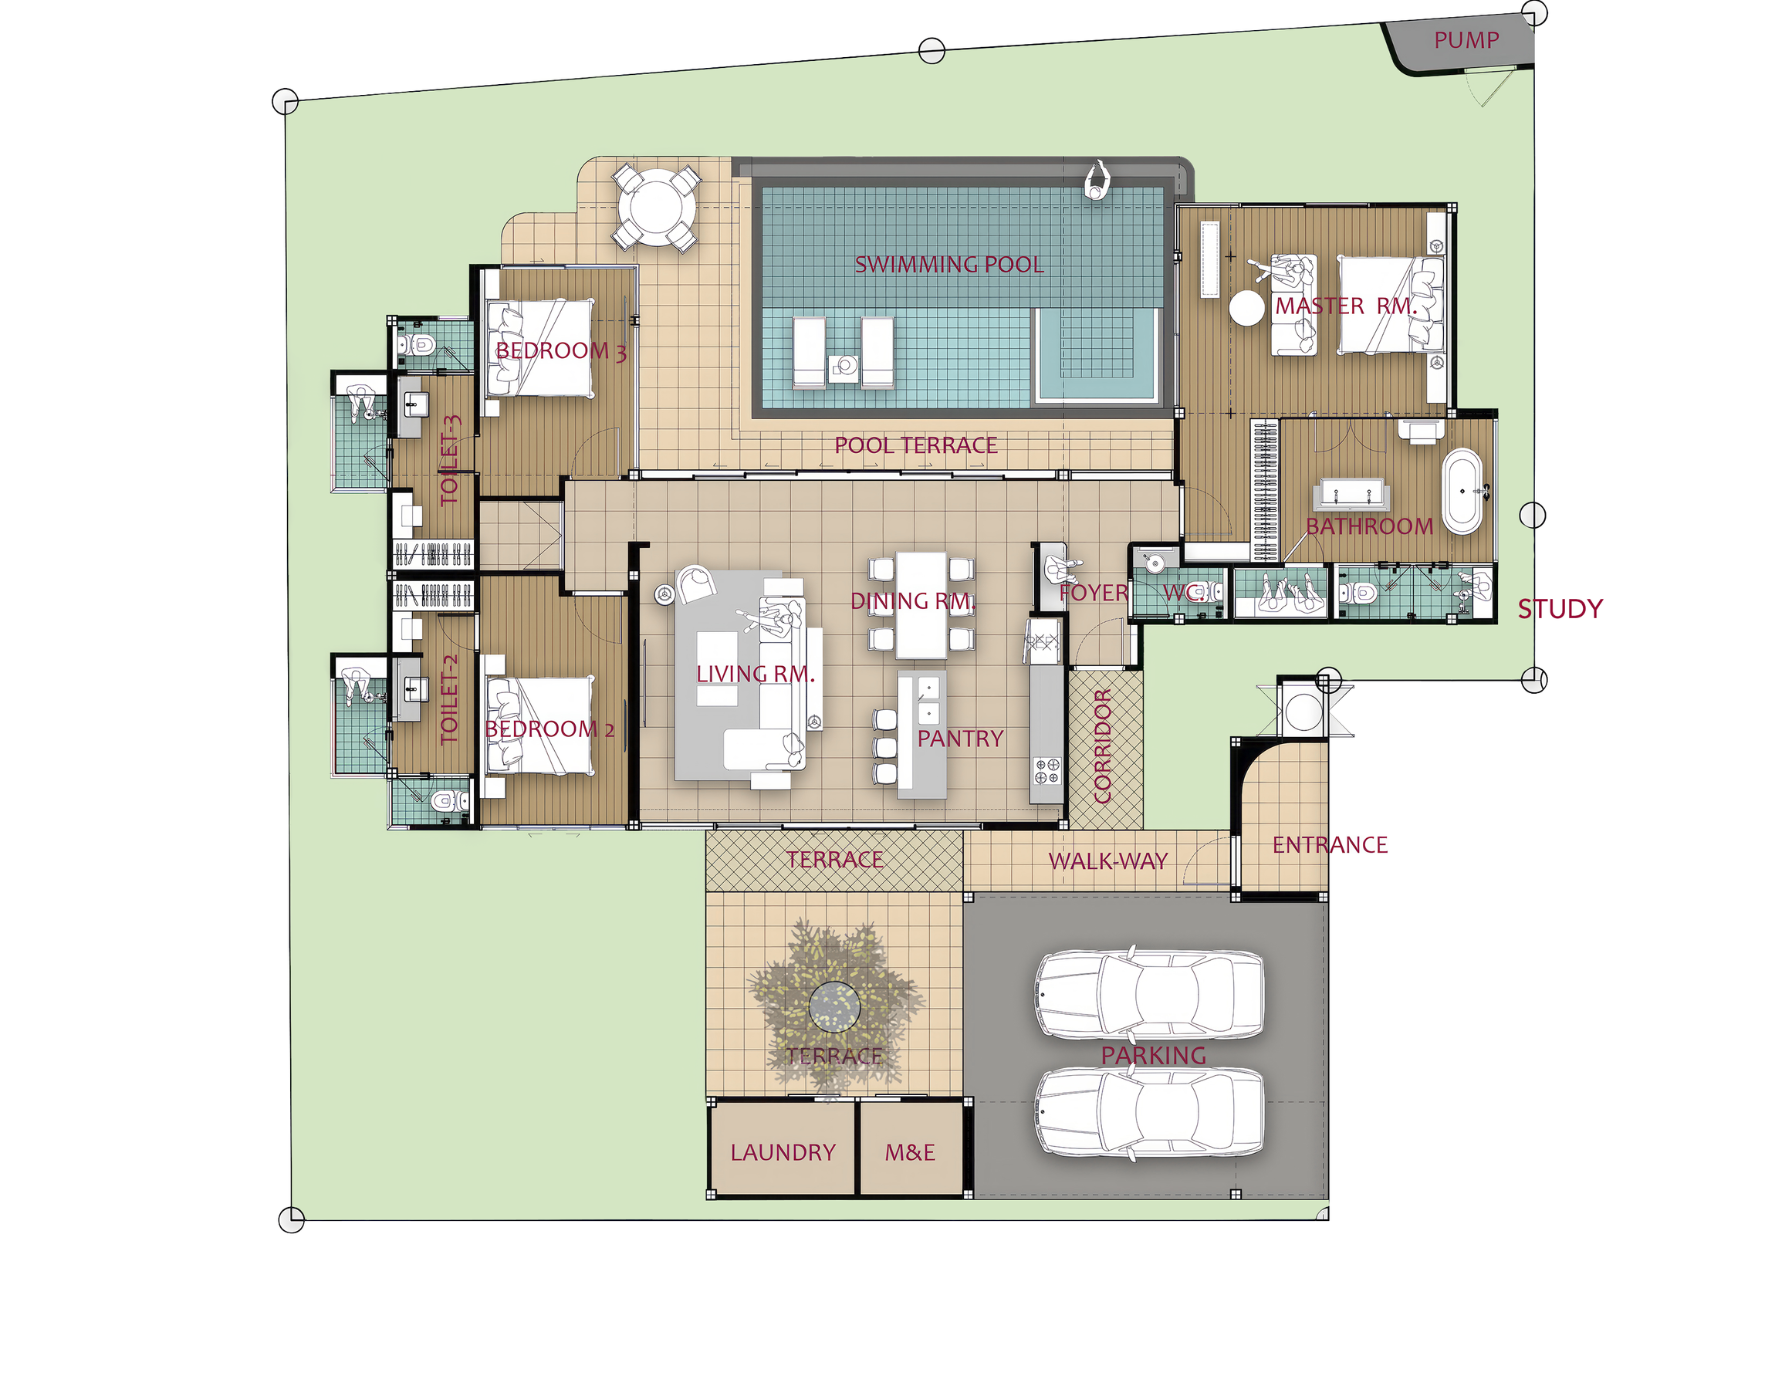 PUMP
SWIMMING POOL
MASTER RM.
BEDROOM 3
POOL TERRACE
TOILET-3
BATHROOM
DINING RM.
FOYER
WC.
STUDY
LIVING RM.
TOILET-2
BEDROOM 2
PANTRY
CORRIDOR
ENTRANCE
TERRACE
WALK-WAY
TERRACE
PARKING
LAUNDRY
M&E